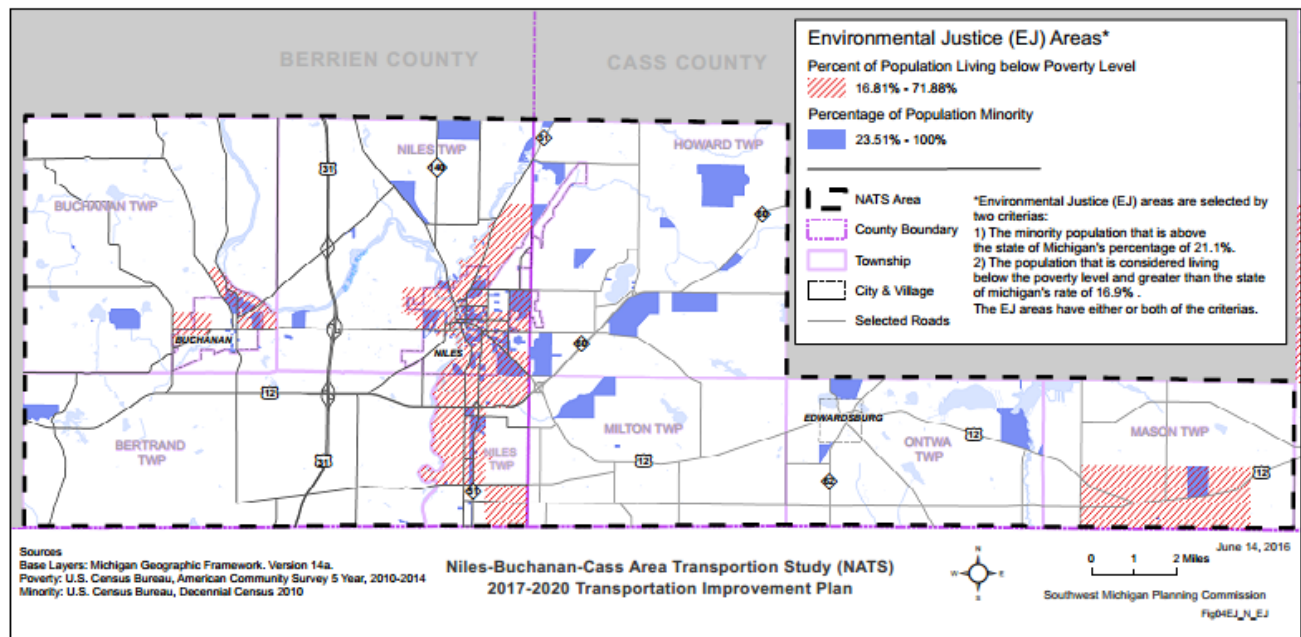 BERRIEN COUNTY
CASS COUNTY
Environmental Justice (EJ) Areas*
Percent of Population Living below Poverty Level
16.81% - 71.88%
Percentage of Population Minority
23.51% - 100%
NATS Area
County Boundary
Township
City & Village
Selected Roads
*Environmental Justice (EJ) areas are selected by
two criterias:
1) The minority population that is above
the state of Michigan's percentage of 21.1%.
2) The population that is considered living
below the poverty level and greater than the state
of michigan's rate of 16.9% .
The EJ areas have either or both of the criterias.
51
NILES TWP
HOWARD TWP
31
140
BUCHANAN TWP
60
BUCHANAN
NILES
60
12
EDWARDSBURG
BERTRAND
TWP
NILES
TWP
MILTON TWP
ONTWA
TWP
12
MASON TWP
31
12
12
51
62
Sources
Base Layers: Michigan Geographic Framework. Version 14a.
Poverty: U.S. Census Bureau, American Community Survey 5 Year, 2010-2014
Minority: U.S. Census Bureau, Decennial Census 2010
Niles-Buchanan-Cass Area Transportion Study (NATS)
2017-2020 Transportation Improvement Plan
N
W
E
S
June 14, 2016
0 1 2 Miles
Southwest Michigan Planning Commission
Fig04EJ_N_EJ